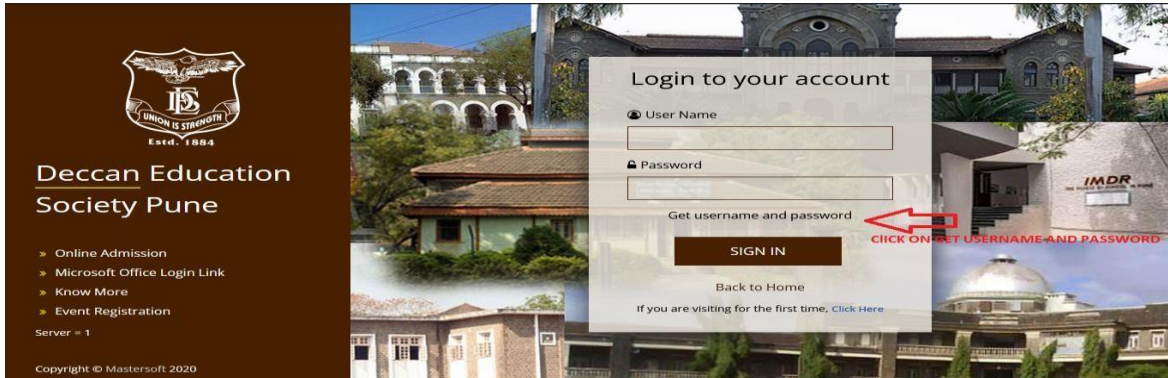 DES
UNION IS STRENGTH
Estd. 1884
Deccan Education
Society Pune
» Online Admission
» Microsoft Office Login Link
» Know More
» Event Registration
Server = 1
Copyright © Mastersoft 2020
Login to your account
User Name
Password
Get username and password
CLICK ON GET USERNAME AND PASSWORD
SIGN IN
Back to Home
If you are visiting for the first time, Click Here
IMDR